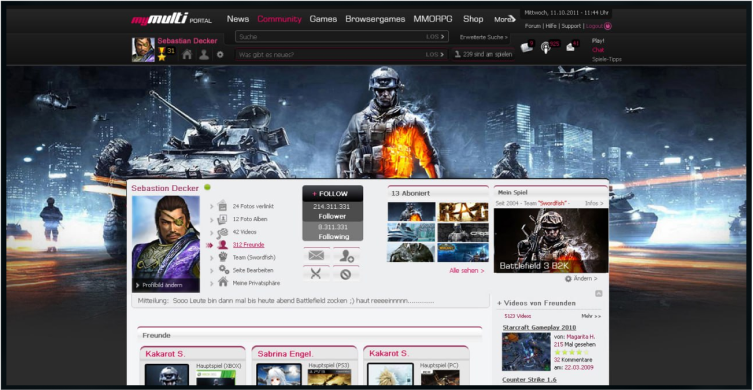 mymulti PORTAL
News Community Games Browsergames MMORPG Shop More
Mittwoch, 11.10.2011 - 11:49 Uhr
Forum | Hilfe | Support | Logout
Sebastian Decker
31
Suche LOS >
Erweiterte Suche
Was gibt es neues? LOS >
239 sind am spielen
Play!
Chat
Spiele-Tipps
Sebastion Decker
Profilbild ändern
24 Fotos verlinkt
12 Foto Alben
42 Videos
312 Freunde
Team (Swordfish)
Seite Bearbeiten
Meine Privatsphäre
+ FOLLOW
214.311.331
Follower
8.311.331
Following
13 Aboniert
Alle sehen >
Mein Spiel
Seit 2004 - Team "Swordfish" - Infos >
Battlefield 3 B2K
Ändern >
Mitteilung: Sooo Leute bin dann mal bis heute abend Battlefield zocken ;) haut reeeeinnnnn..............
+ Videos von Freunden
5123 Videos Mehr »
Starcraft Gameplay 2010
von: Magarita H.
215 Mal gesehen
32 Kommentare
am: 22.03.2009
Counter Strike 1.6
Freunde
Kakarot S.
Hauptspiel (XBOX)
Sabrina Engel.
Hauptspiel (PS3)
Kakarot S.
Hauptspiel (PC)